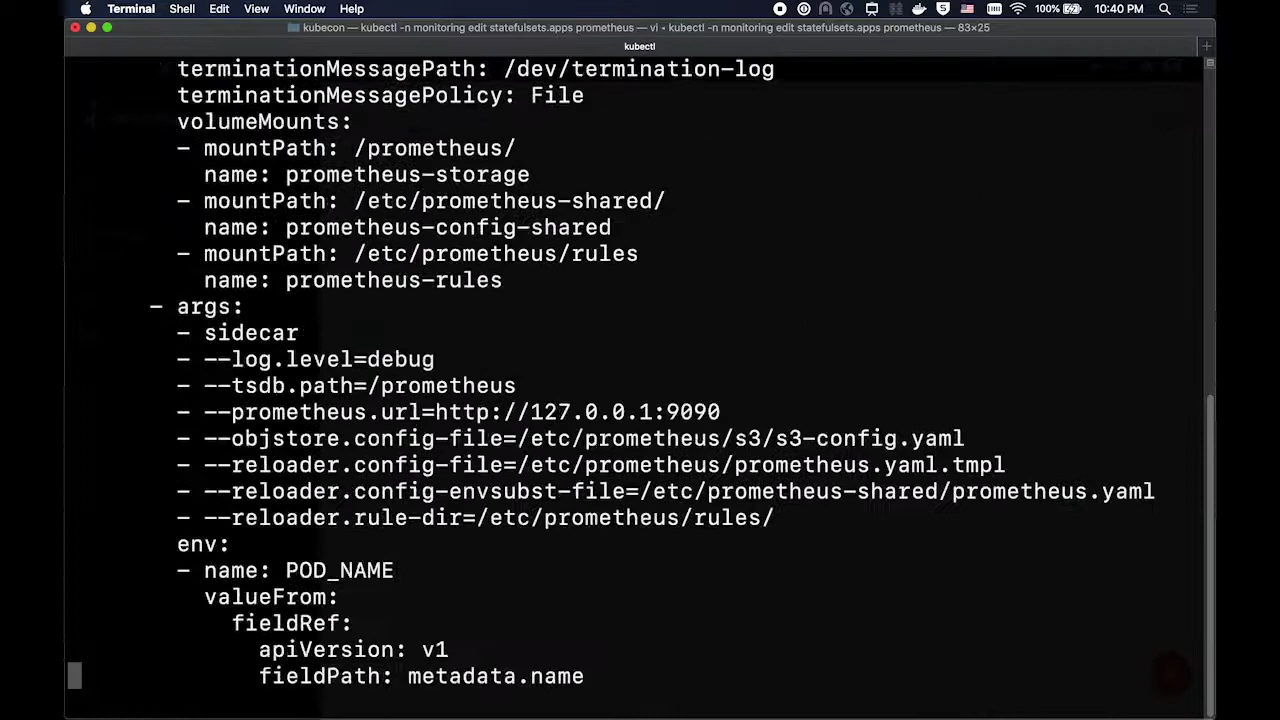 Terminal Shell Edit View Window Help 100% 10:40 PM
kubecon — kubectl -n monitoring edit statefulsets.apps prometheus — vi ◂ kubectl -n monitoring edit statefulsets.apps prometheus — 83×25
kubectl
terminationMessagePath: /dev/termination-log
terminationMessagePolicy: File
volumeMounts:
- mountPath: /prometheus/
name: prometheus-storage
- mountPath: /etc/prometheus-shared/
name: prometheus-config-shared
- mountPath: /etc/prometheus/rules
name: prometheus-rules
- args:
- sidecar
- --log.level=debug
- --tsdb.path=/prometheus
- --prometheus.url=http://127.0.0.1:9090
- --objstore.config-file=/etc/prometheus/s3/s3-config.yaml
- --reloader.config-file=/etc/prometheus/prometheus.yaml.tmpl
- --reloader.config-envsubst-file=/etc/prometheus-shared/prometheus.yaml
- --reloader.rule-dir=/etc/prometheus/rules/
env:
- name: POD_NAME
valueFrom:
fieldRef:
apiVersion: v1
fieldPath: metadata.name